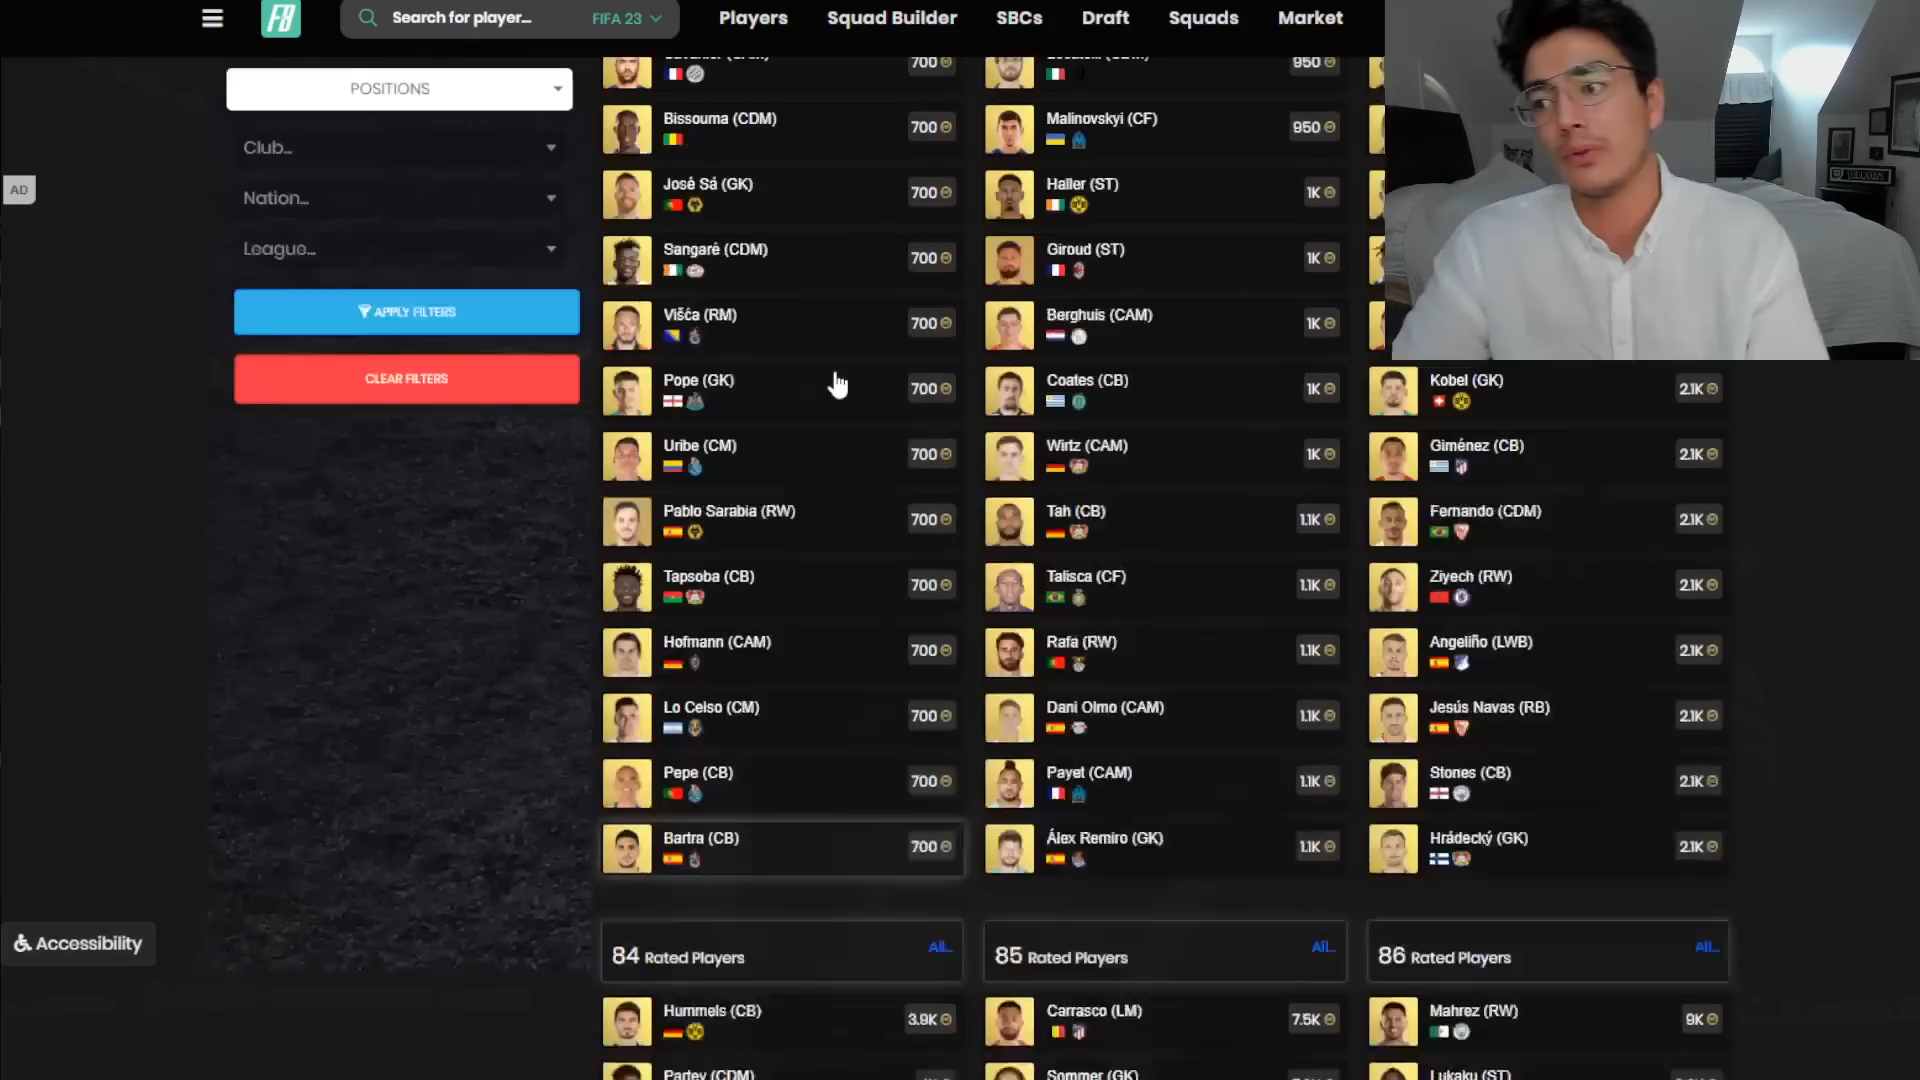 FB
Search for player...
FIFA 23
Players
Squad Builder
SBCs
Draft
Squads
Market
POSITIONS
Club...
Nation...
League...
APPLY FILTERS
CLEAR FILTERS
AD
Accessibility
700
Bissouma (CDM)
700
José Sá (GK)
700
Sangaré (CDM)
700
Višća (RM)
700
Pope (GK)
700
Uribe (CM)
700
Pablo Sarabia (RW)
700
Tapsoba (CB)
700
Hofmann (CAM)
700
Lo Celso (CM)
700
Pepe (CB)
700
Bartra (CB)
700
950
Malinovskyi (CF)
950
Haller (ST)
1K
Giroud (ST)
1K
Berghuis (CAM)
1K
Coates (CB)
1K
Wirtz (CAM)
1K
Tah (CB)
1.1K
Talisca (CF)
1.1K
Rafa (RW)
1.1K
Dani Olmo (CAM)
1.1K
Payet (CAM)
1.1K
Álex Remiro (GK)
1.1K
Kobel (GK)
2.1K
Giménez (CB)
2.1K
Fernando (CDM)
2.1K
Ziyech (RW)
2.1K
Angeliño (LWB)
2.1K
Jesús Navas (RB)
2.1K
Stones (CB)
2.1K
Hrádecký (GK)
2.1K
84 Rated Players
All...
Hummels (CB)
3.9K
Partey (CDM)
85 Rated Players
All...
Carrasco (LM)
7.5K
Sommer (GK)
86 Rated Players
All...
Mahrez (RW)
9K
Lukaku (ST)